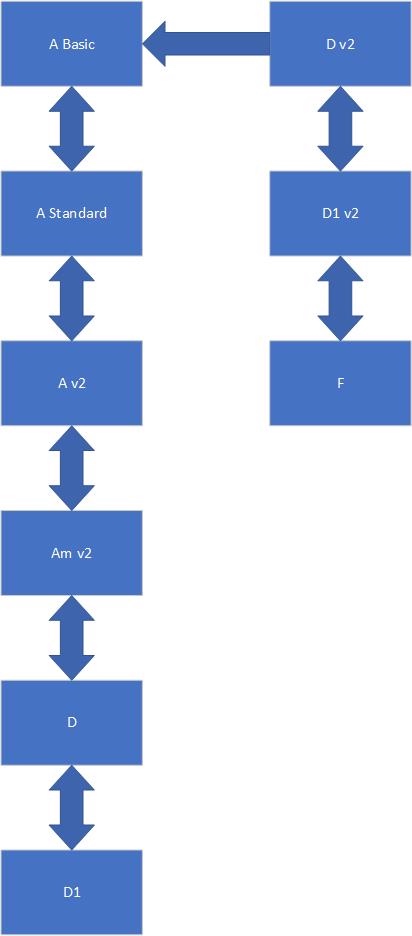 A Basic
D v2
A Standard
D1 v2
A v2
F
Am v2
D
D1